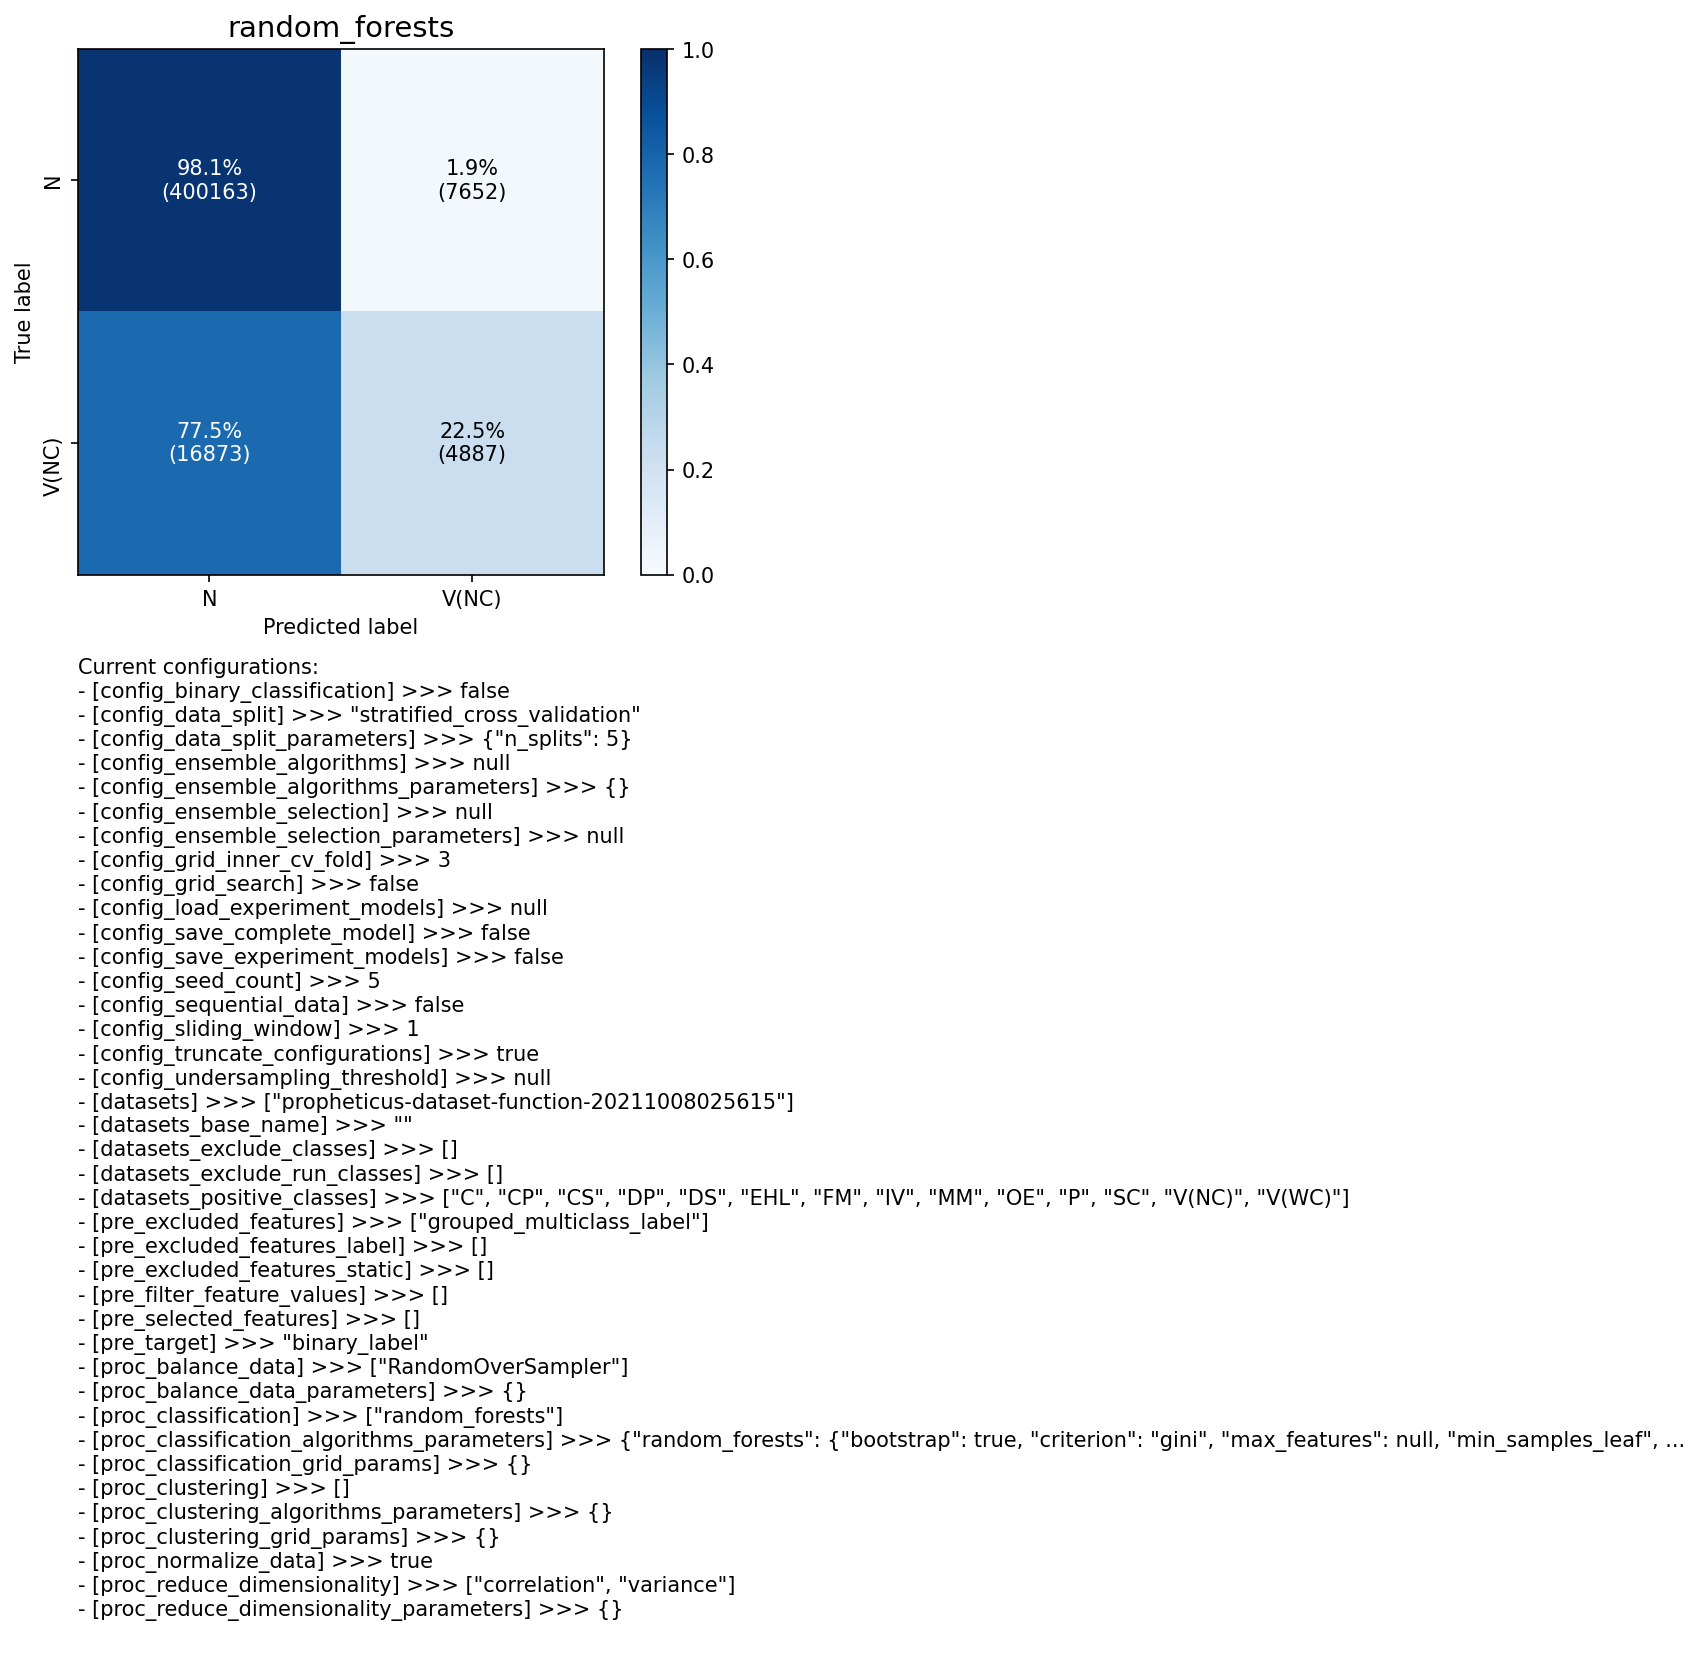 random_forests
98.1%
(400163)
1.9%
(7652)
77.5%
(16873)
22.5%
(4887)
N
V(NC)
True label
N
V(NC)
Predicted label
1.0
0.8
0.6
0.4
0.2
0.0
Current configurations:
- [config_binary_classification] >>> false
- [config_data_split] >>> "stratified_cross_validation"
- [config_data_split_parameters] >>> {"n_splits": 5}
- [config_ensemble_algorithms] >>> null
- [config_ensemble_algorithms_parameters] >>> {}
- [config_ensemble_selection] >>> null
- [config_ensemble_selection_parameters] >>> null
- [config_grid_inner_cv_fold] >>> 3
- [config_grid_search] >>> false
- [config_load_experiment_models] >>> null
- [config_save_complete_model] >>> false
- [config_save_experiment_models] >>> false
- [config_seed_count] >>> 5
- [config_sequential_data] >>> false
- [config_sliding_window] >>> 1
- [config_truncate_configurations] >>> true
- [config_undersampling_threshold] >>> null
- [datasets] >>> ["propheticus-dataset-function-20211008025615"]
- [datasets_base_name] >>> ""
- [datasets_exclude_classes] >>> []
- [datasets_exclude_run_classes] >>> []
- [datasets_positive_classes] >>> ["C", "CP", "CS", "DP", "DS", "EHL", "FM", "IV", "MM", "OE", "P", "SC", "V(NC)", "V(WC)"]
- [pre_excluded_features] >>> ["grouped_multiclass_label"]
- [pre_excluded_features_label] >>> []
- [pre_excluded_features_static] >>> []
- [pre_filter_feature_values] >>> []
- [pre_selected_features] >>> []
- [pre_target] >>> "binary_label"
- [proc_balance_data] >>> ["RandomOverSampler"]
- [proc_balance_data_parameters] >>> {}
- [proc_classification] >>> ["random_forests"]
- [proc_classification_algorithms_parameters] >>> {"random_forests": {"bootstrap": true, "criterion": "gini", "max_features": null, "min_samples_leaf", ...
- [proc_classification_grid_params] >>> {}
- [proc_clustering] >>> []
- [proc_clustering_algorithms_parameters] >>> {}
- [proc_clustering_grid_params] >>> {}
- [proc_normalize_data] >>> true
- [proc_reduce_dimensionality] >>> ["correlation", "variance"]
- [proc_reduce_dimensionality_parameters] >>> {}